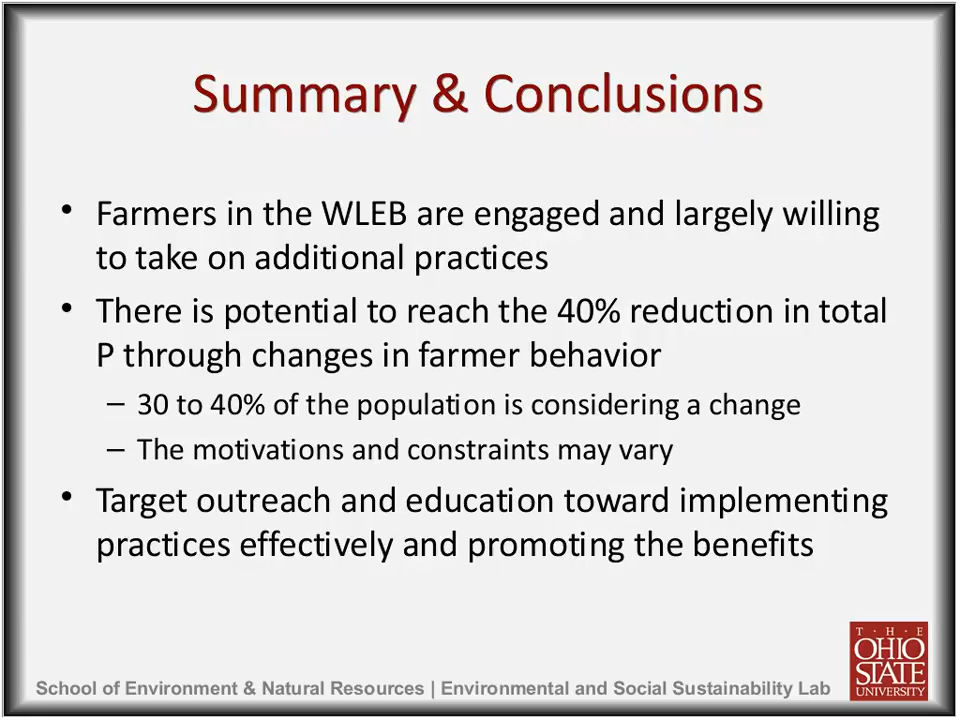 Summary & Conclusions
• Farmers in the WLEB are engaged and largely willing
to take on additional practices
• There is potential to reach the 40% reduction in total
P through changes in farmer behavior
– 30 to 40% of the population is considering a change
– The motivations and constraints may vary
• Target outreach and education toward implementing
practices effectively and promoting the benefits
School of Environment & Natural Resources | Environmental and Social Sustainability Lab
T · H · E
OHIO
STATE
UNIVERSITY